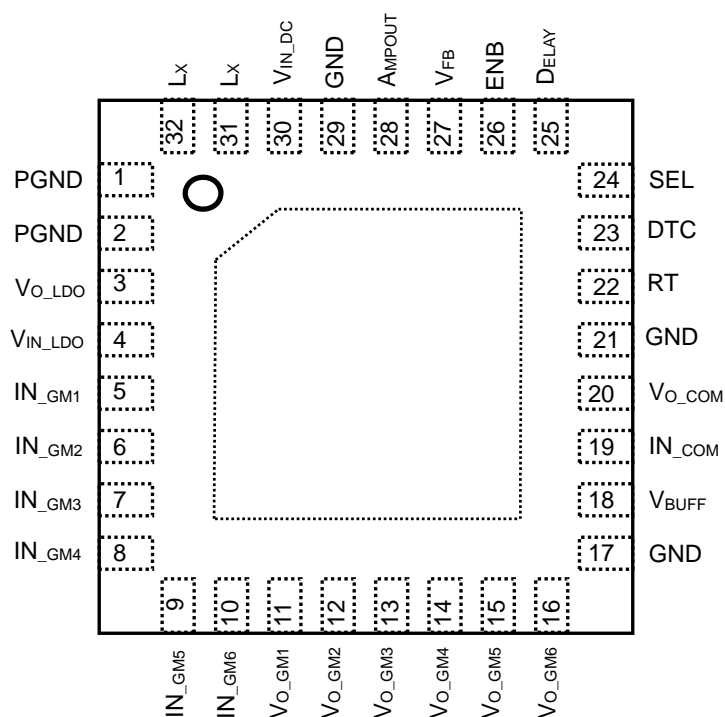 LX
LX
VIN_DC
GND
AMPOUT
VFB
ENB
DELAY
32
31
30
29
28
27
26
25
PGND 1
PGND 2
VO_LDO 3
VIN_LDO 4
IN_GM1 5
IN_GM2 6
IN_GM3 7
IN_GM4 8
24 SEL
23 DTC
22 RT
21 GND
20 VO_COM
19 IN_COM
18 VBUFF
17 GND
9
10
11
12
13
14
15
16
IN_GM5
IN_GM6
VO_GM1
VO_GM2
VO_GM3
VO_GM4
VO_GM5
VO_GM6